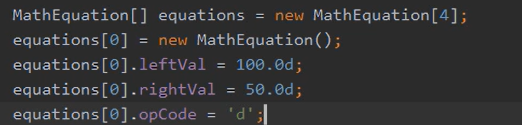 MathEquation[] equations = new MathEquation[4];
equations[0] = new MathEquation();
equations[0].leftVal = 100.0d;
equations[0].rightVal = 50.0d;
equations[0].opCode = 'd';